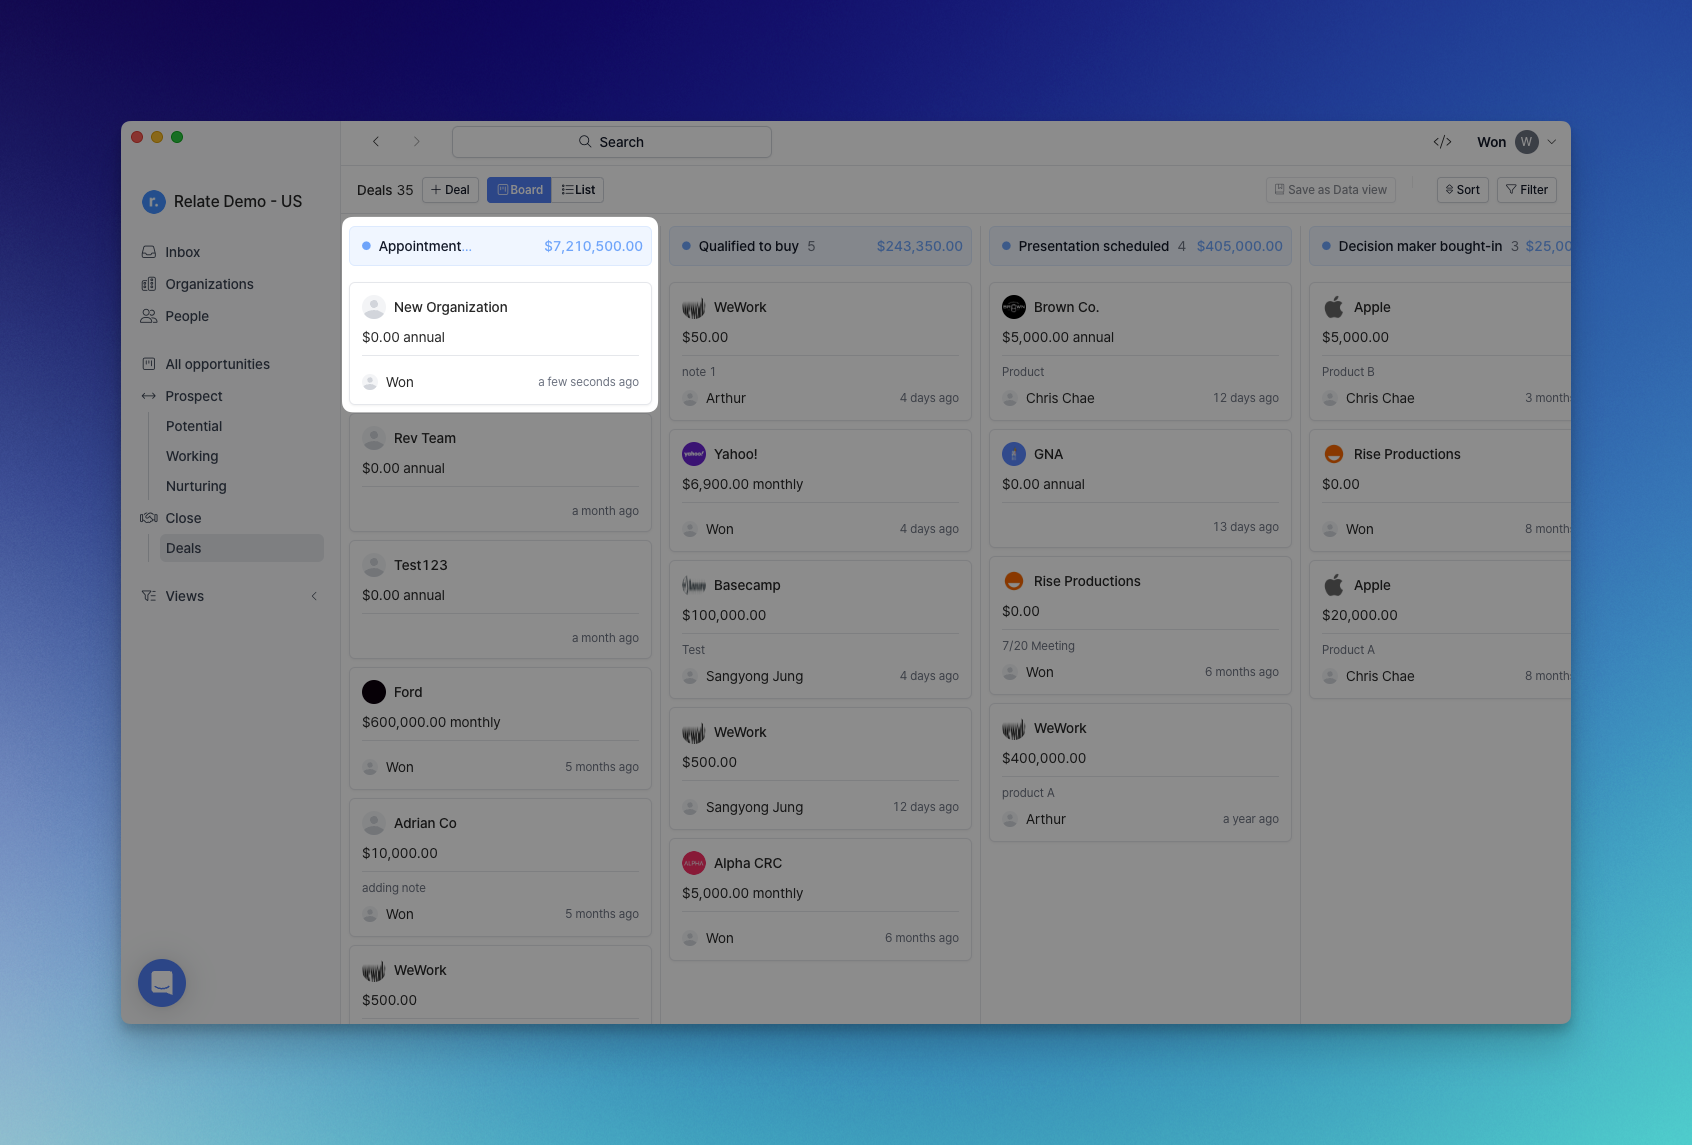 Search
</> Won W
r. Relate Demo - US
Inbox
Organizations
People
All opportunities
Prospect
Potential
Working
Nurturing
Close
Deals
Views
Deals 35 + Deal Board List Save as Data view Sort Filter
Appointment... $7,210,500.00
New Organization
$0.00 annual
Won a few seconds ago
Rev Team
$0.00 annual
a month ago
Test123
$0.00 annual
a month ago
Ford
$600,000.00 monthly
Won 5 months ago
Adrian Co
$10,000.00
adding note
Won 5 months ago
WeWork
$500.00
Qualified to buy 5 $243,350.00
WeWork
$50.00
note 1
Arthur 4 days ago
yahoo! Yahoo!
$6,900.00 monthly
Won 4 days ago
Basecamp
$100,000.00
Test
Sangyong Jung 4 days ago
WeWork
$500.00
Sangyong Jung 12 days ago
ALPHA Alpha CRC
$5,000.00 monthly
Won 6 months ago
Presentation scheduled 4 $405,000.00
Brown Co.
$5,000.00 annual
Product
Chris Chae 12 days ago
GNA
$0.00 annual
13 days ago
Rise Productions
$0.00
7/20 Meeting
Won 6 months ago
WeWork
$400,000.00
product A
Arthur a year ago
Decision maker bought-in 3 $25,00
Apple
$5,000.00
Product B
Chris Chae 3 month
Rise Productions
$0.00
Won 8 month
Apple
$20,000.00
Product A
Chris Chae 8 month